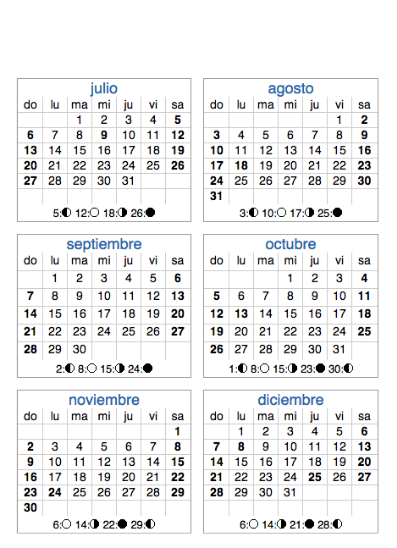 julio
do lu ma mi ju vi sa
1 2 3 4 5
6 7 8 9 10 11 12
13 14 15 16 17 18 19
20 21 22 23 24 25 26
27 28 29 30 31
5: 12: 18: 26:
agosto
do lu ma mi ju vi sa
1 2
3 4 5 6 7 8 9
10 11 12 13 14 15 16
17 18 19 20 21 22 23
24 25 26 27 28 29 30
31
3: 10: 17: 25:
septiembre
do lu ma mi ju vi sa
1 2 3 4 5 6
7 8 9 10 11 12 13
14 15 16 17 18 19 20
21 22 23 24 25 26 27
28 29 30
2: 8: 15: 24:
octubre
do lu ma mi ju vi sa
1 2 3 4
5 6 7 8 9 10 11
12 13 14 15 16 17 18
19 20 21 22 23 24 25
26 27 28 29 30 31
1: 8: 15: 23: 30:
noviembre
do lu ma mi ju vi sa
1
2 3 4 5 6 7 8
9 10 11 12 13 14 15
16 17 18 19 20 21 22
23 24 25 26 27 28 29
30
6: 14: 22: 29:
diciembre
do lu ma mi ju vi sa
1 2 3 4 5 6
7 8 9 10 11 12 13
14 15 16 17 18 19 20
21 22 23 24 25 26 27
28 29 30 31
6: 14: 21: 28: